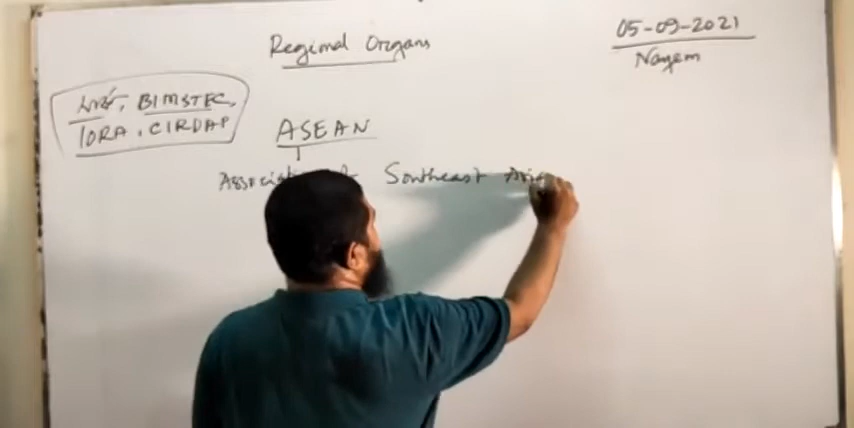 Regional Organs
05-09-2021
Nayem
সার্ক, BIMSTEC,
IORA, CIRDAP
ASEAN
Southeast